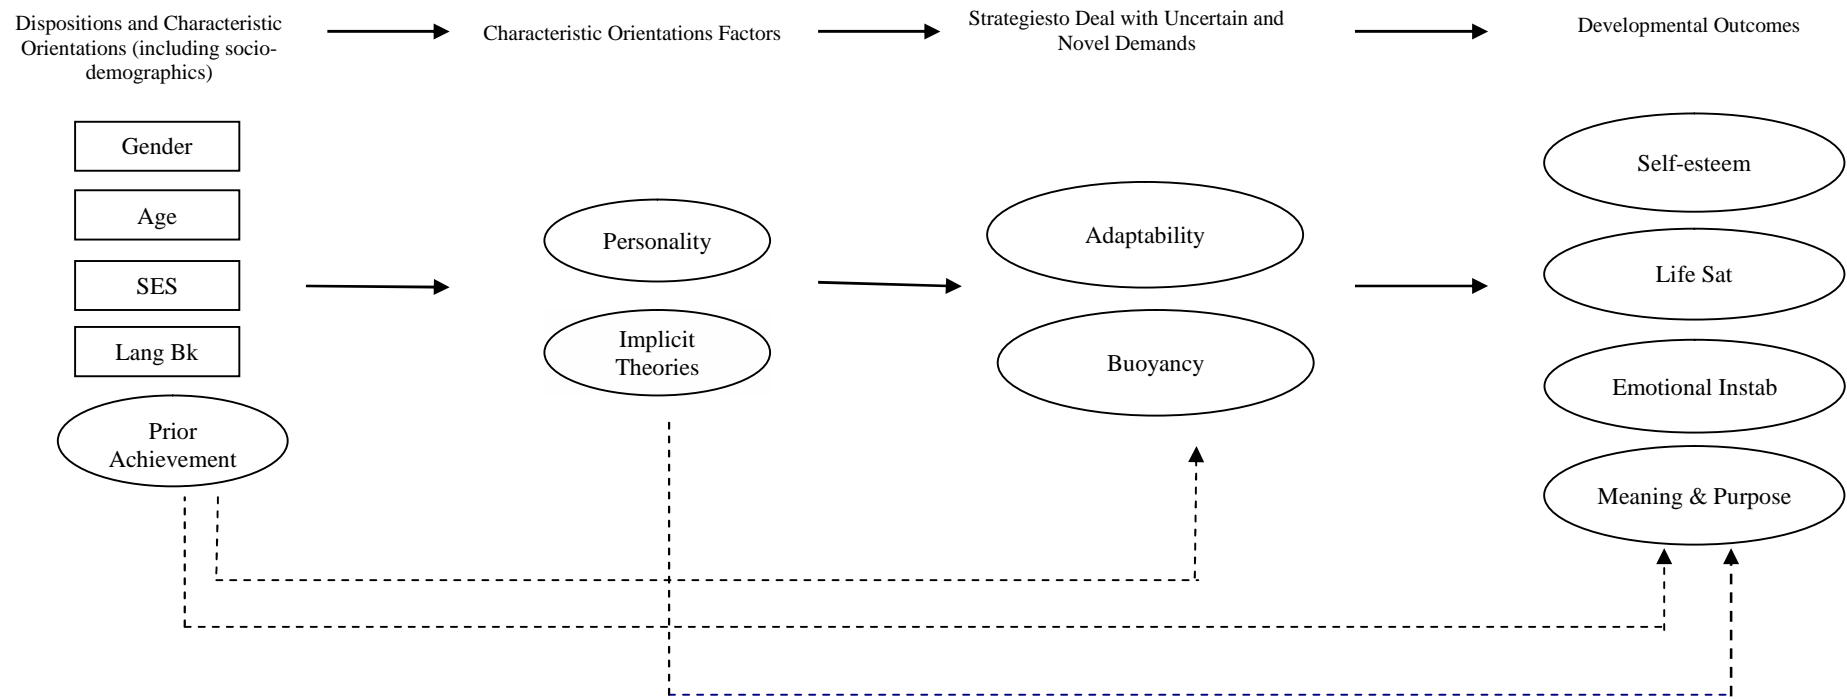 Dispositions and Characteristic
Orientations (including socio-
demographics)
Characteristic Orientations Factors
Strategiesto Deal with Uncertain and
Novel Demands
Developmental Outcomes
Gender
Age
SES
Lang Bk
Prior
Achievement
Personality
Implicit
Theories
Adaptability
Buoyancy
Self-esteem
Life Sat
Emotional Instab
Meaning & Purpose